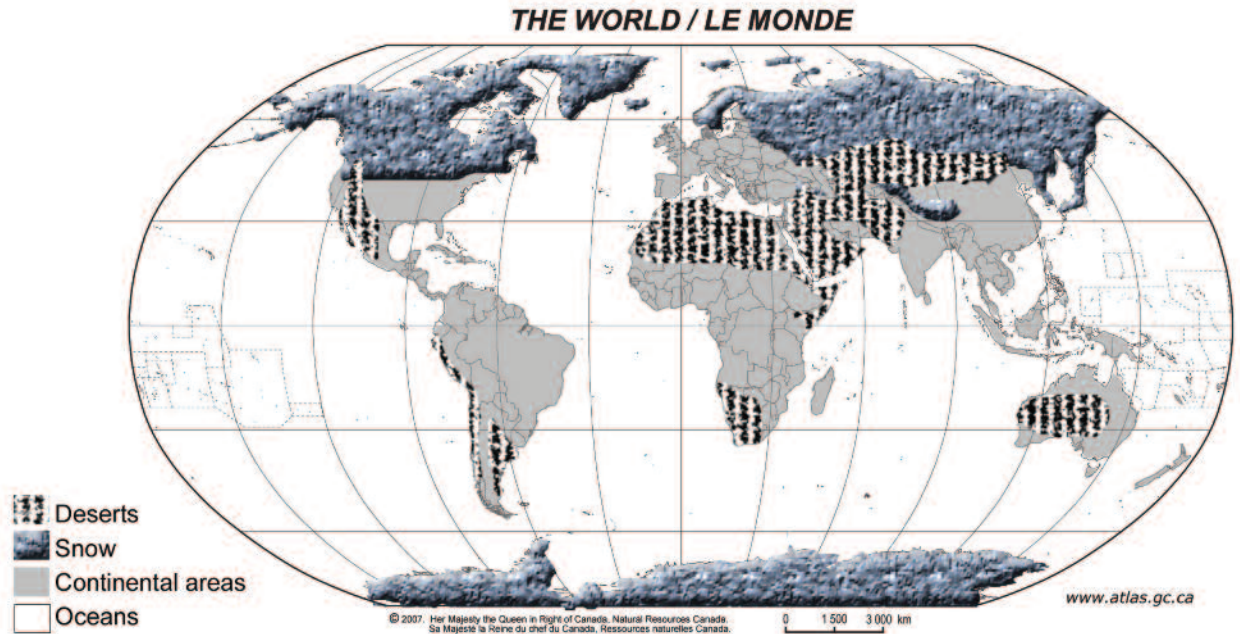 THE WORLD / LE MONDE
Deserts
Snow
Continental areas
Oceans
© 2007. Her Majesty the Queen in Right of Canada, Natural Resources Canada.
Sa Majesté la Reine du chef du Canada, Ressources naturelles Canada.
0 1 500 3 000 km
www.atlas.gc.ca